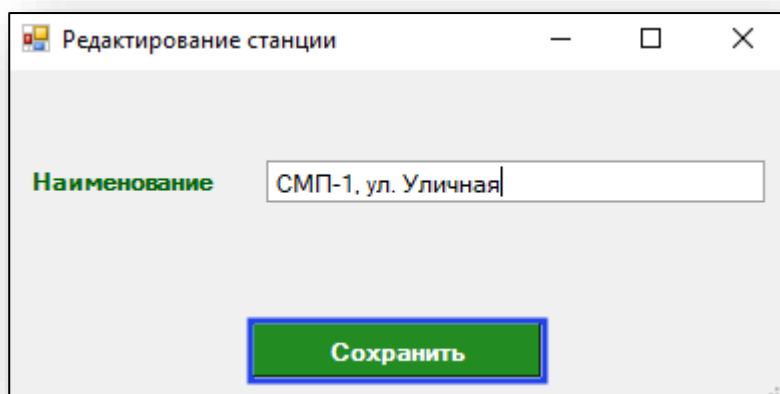 Редактирование станции
Наименование
СМП-1, ул. Уличная
Сохранить